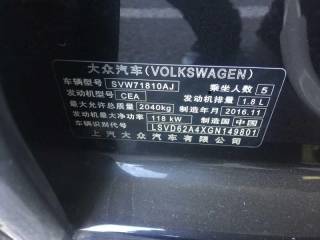 大众汽车(VOLKSWAGEN)
车辆型号 SVW71810AJ 乘坐人数 5
发动机型号 CEA 发动机排量 1.8 L
最大允许总质量 2040kg 制造年月 2016.11
发动机最大净功率 118 kW 制造国 中国
车辆识别代号 LSVD62A4XGN149801
上汽大众汽车有限公司